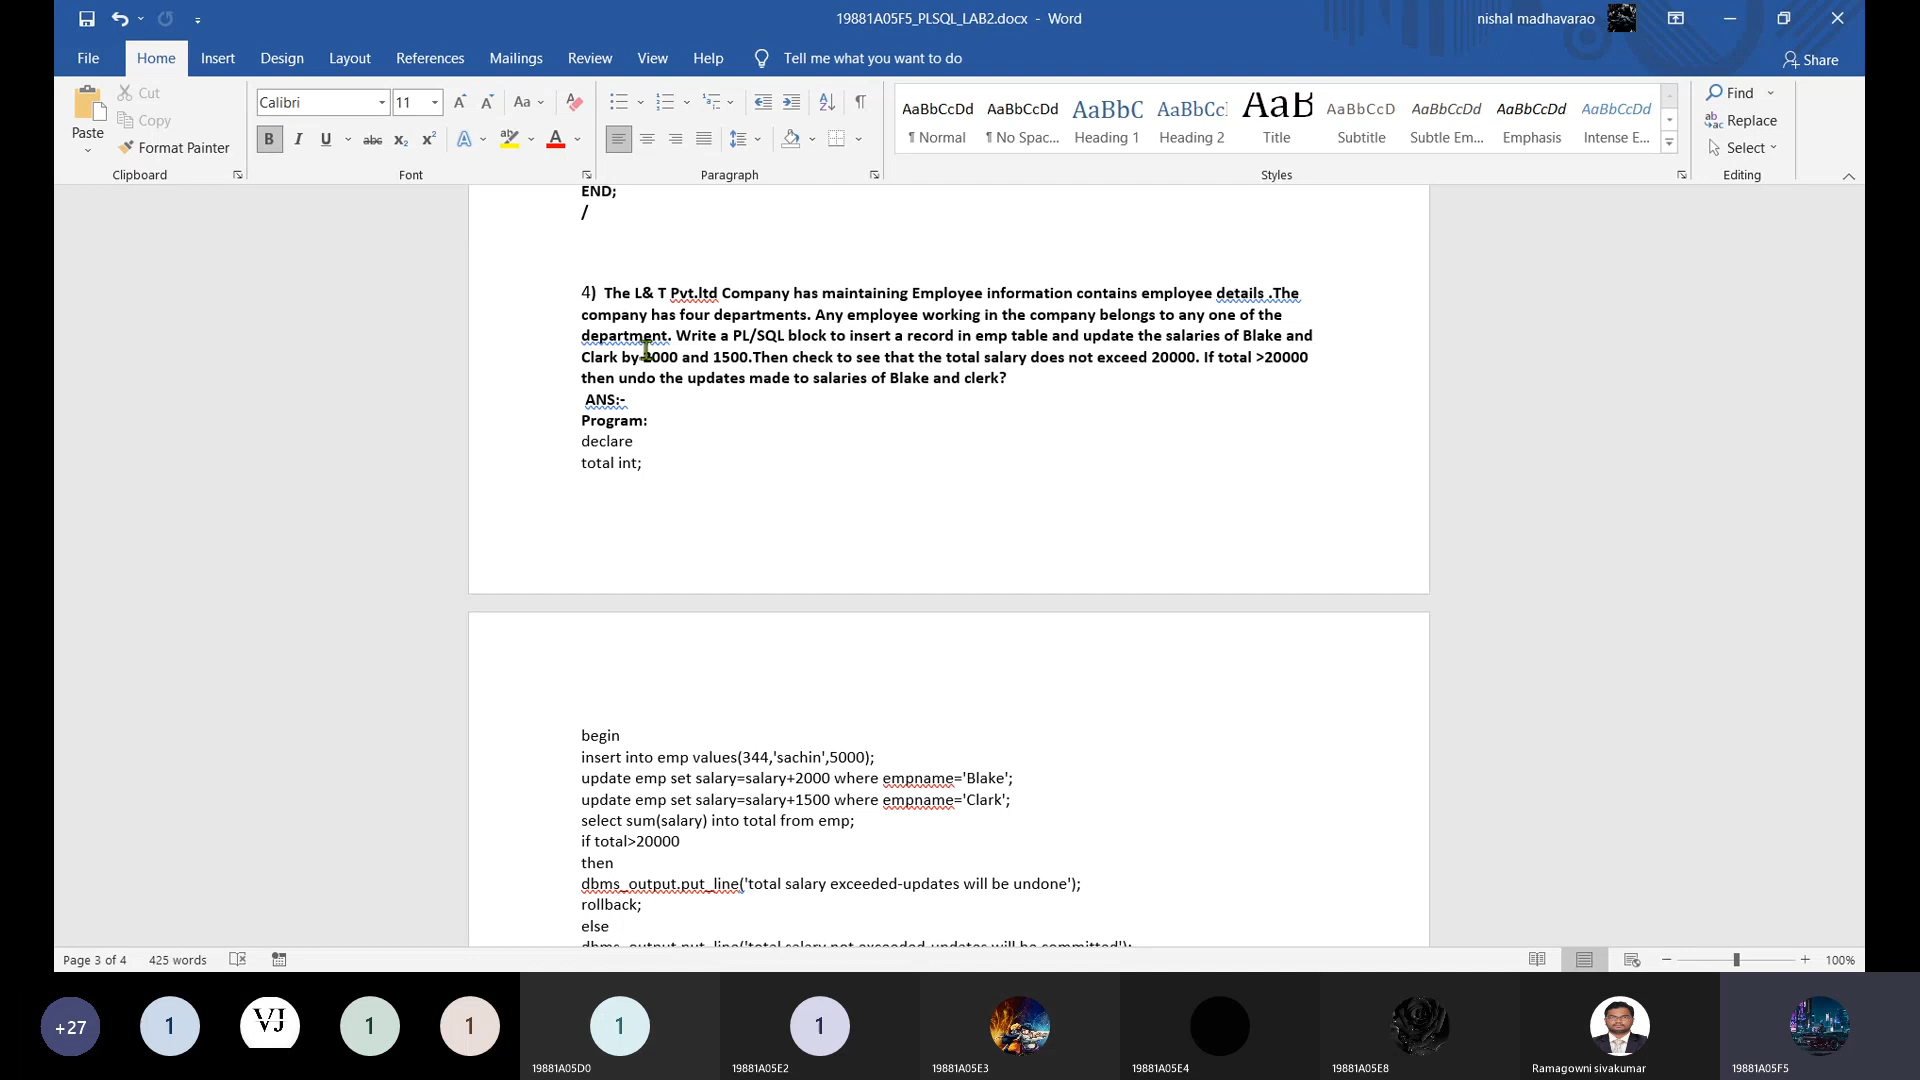 19881A05F5_PLSQL_LAB2.docx - Word
nishal madhavarao
File Home Insert Design Layout References Mailings Review View Help Tell me what you want to do
Share
Paste
Cut
Copy
Format Painter
Clipboard
Calibri 11
Font
Paragraph
AaBbCcDd AaBbCcDd AaBbC AaBbCc AaB AaBbCcD AaBbCcDd AaBbCcDd AaBbCcDd
¶ Normal ¶ No Spac... Heading 1 Heading 2 Title Subtitle Subtle Em... Emphasis Intense E...
Styles
Find
Replace
Select
Editing
END;
/
4) The L& T Pvt.ltd Company has maintaining Employee information contains employee details .The
company has four departments. Any employee working in the company belongs to any one of the
department. Write a PL/SQL block to insert a record in emp table and update the salaries of Blake and
Clark by 2000 and 1500.Then check to see that the total salary does not exceed 20000. If total >20000
then undo the updates made to salaries of Blake and clerk?
ANS:-
Program:
declare
total int;
begin
insert into emp values(344,'sachin',5000);
update emp set salary=salary+2000 where empname='Blake';
update emp set salary=salary+1500 where empname='Clark';
select sum(salary) into total from emp;
if total>20000
then
dbms_output.put_line('total salary exceeded-updates will be undone');
rollback;
else
dbms_output.put_line('total salary not exceeded-updates will be committed');
Page 3 of 4 425 words
100%
+27 1 VJ 1 1 1 1
19881A05D0 19881A05E2 19881A05E3 19881A05E4 19881A05E8 Ramagowni sivakumar 19881A05F5